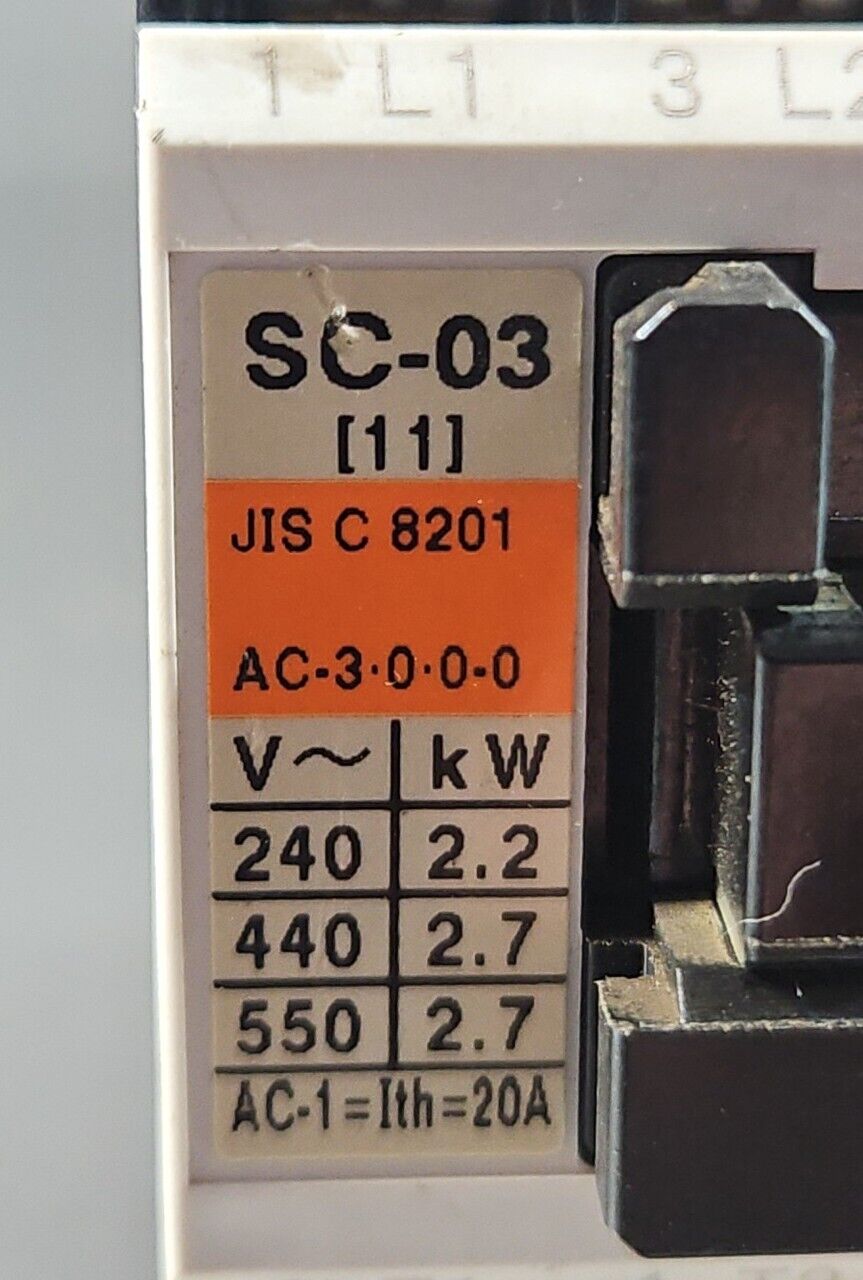 1 L1 3 L2
SC-03
[11]
JIS C 8201
AC-3·0·0-0
V~ kW
240 2.2
440 2.7
550 2.7
AC-1=Ith=20A